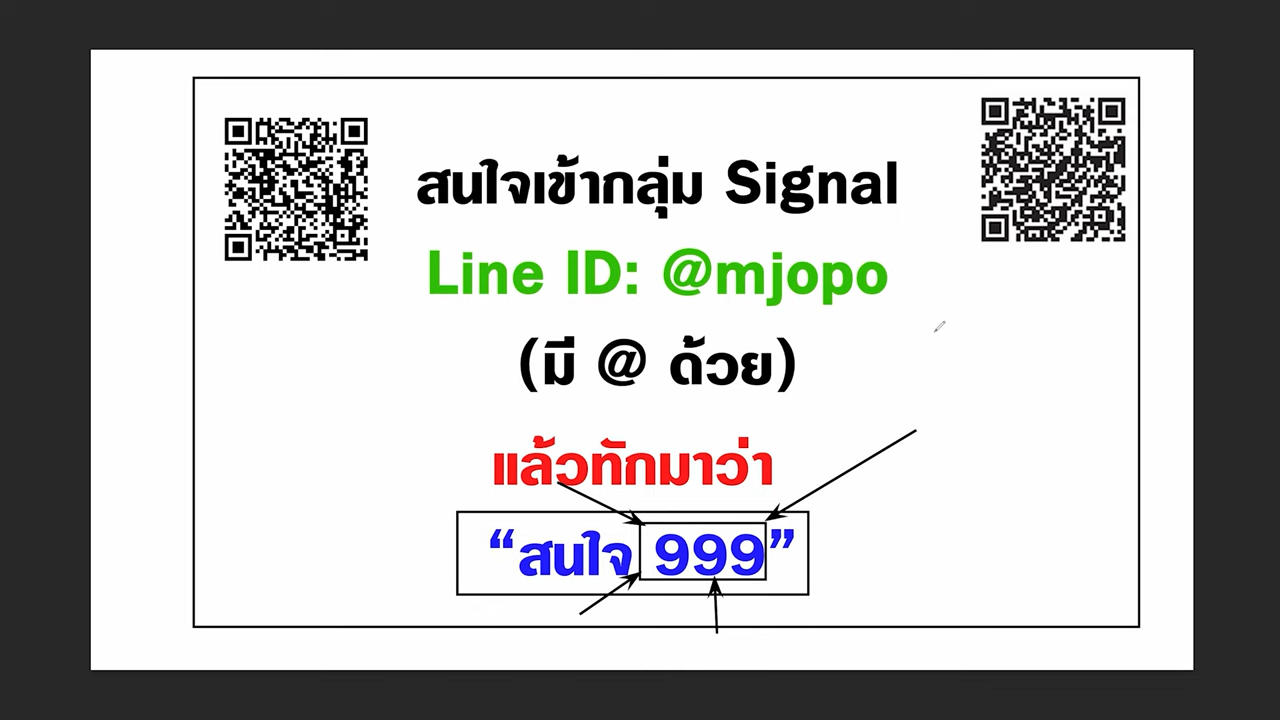 สนใจเข้ากลุ่ม Signal
Line ID: @mjopo
(มี @ ด้วย)
แล้วทักมาว่า
“สนใจ 999”